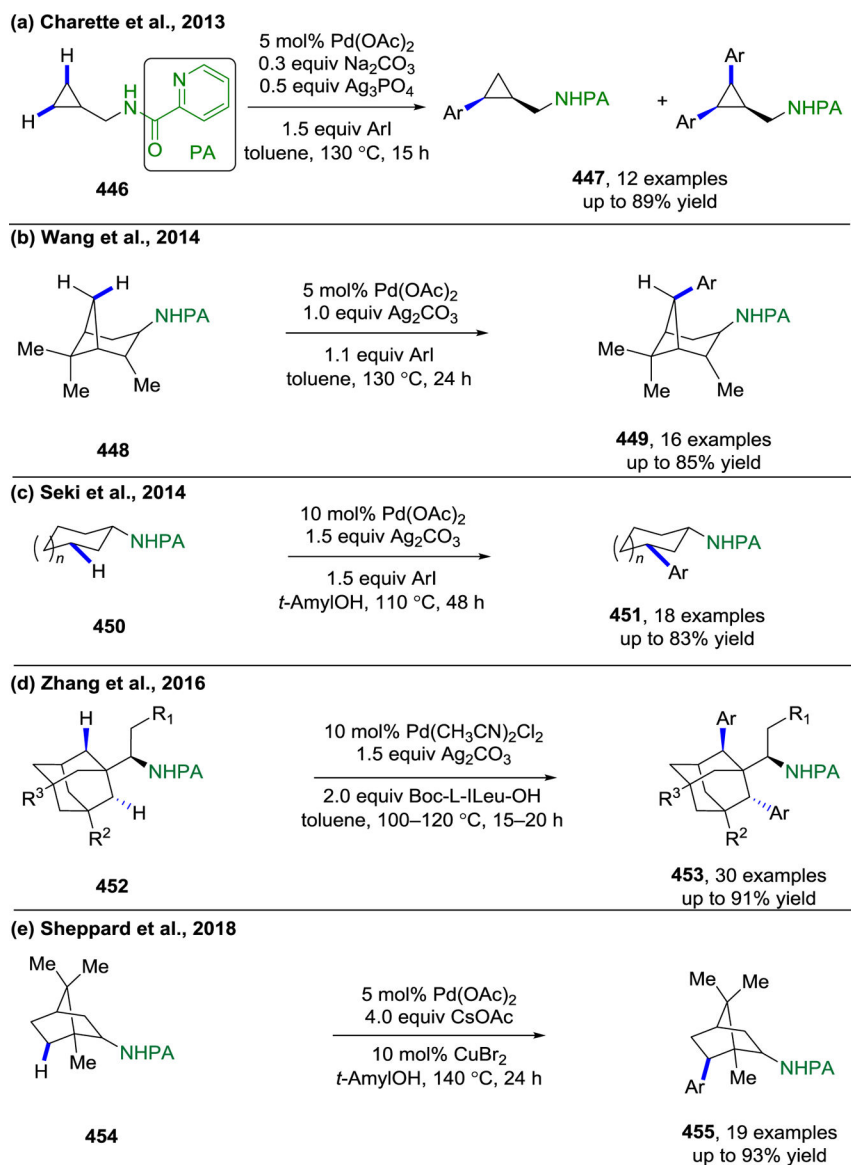 (a) Charette et al., 2013
H
H
H
N
O
N
PA
446
5 mol% Pd(OAc)2
0.3 equiv Na2CO3
0.5 equiv Ag3PO4
1.5 equiv ArI
toluene, 130 °C, 15 h
Ar
NHPA
+
Ar
Ar
NHPA
447, 12 examples
up to 89% yield
(b) Wang et al., 2014
H
H
NHPA
Me
Me
Me
448
5 mol% Pd(OAc)2
1.0 equiv Ag2CO3
1.1 equiv ArI
toluene, 130 °C, 24 h
H
Ar
NHPA
Me
Me
Me
449, 16 examples
up to 85% yield
(c) Seki et al., 2014
( )n
NHPA
H
450
10 mol% Pd(OAc)2
1.5 equiv Ag2CO3
1.5 equiv ArI
t-AmylOH, 110 °C, 48 h
( )n
NHPA
Ar
451, 18 examples
up to 83% yield
(d) Zhang et al., 2016
H
R1
NHPA
R3
H
R2
452
10 mol% Pd(CH3CN)2Cl2
1.5 equiv Ag2CO3
2.0 equiv Boc-L-ILeu-OH
toluene, 100–120 °C, 15–20 h
Ar
R1
NHPA
R3
Ar
R2
453, 30 examples
up to 91% yield
(e) Sheppard et al., 2018
Me
Me
Me
NHPA
H
454
5 mol% Pd(OAc)2
4.0 equiv CsOAc
10 mol% CuBr2
t-AmylOH, 140 °C, 24 h
Me
Me
Ar
Me
NHPA
455, 19 examples
up to 93% yield